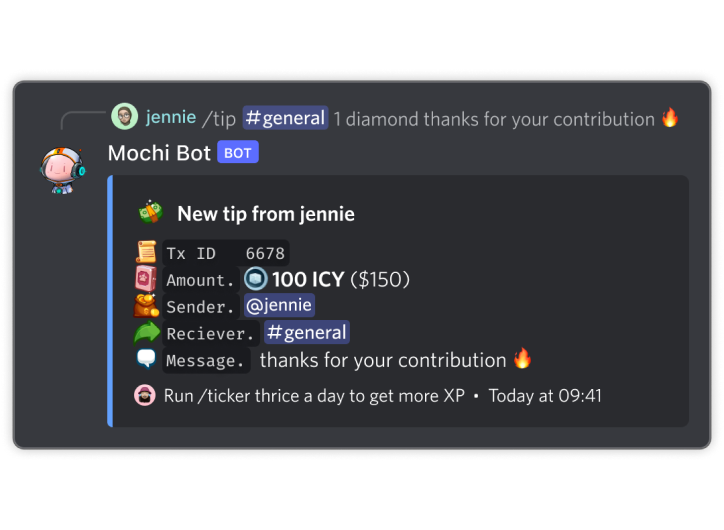 jennie /tip #general 1 diamond thanks for your contribution 🔥
Mochi Bot BOT
New tip from jennie
Tx ID 6678
Amount. 100 ICY ($150)
Sender. @jennie
Reciever. #general
Message. thanks for your contribution 🔥
Run /ticker thrice a day to get more XP • Today at 09:41